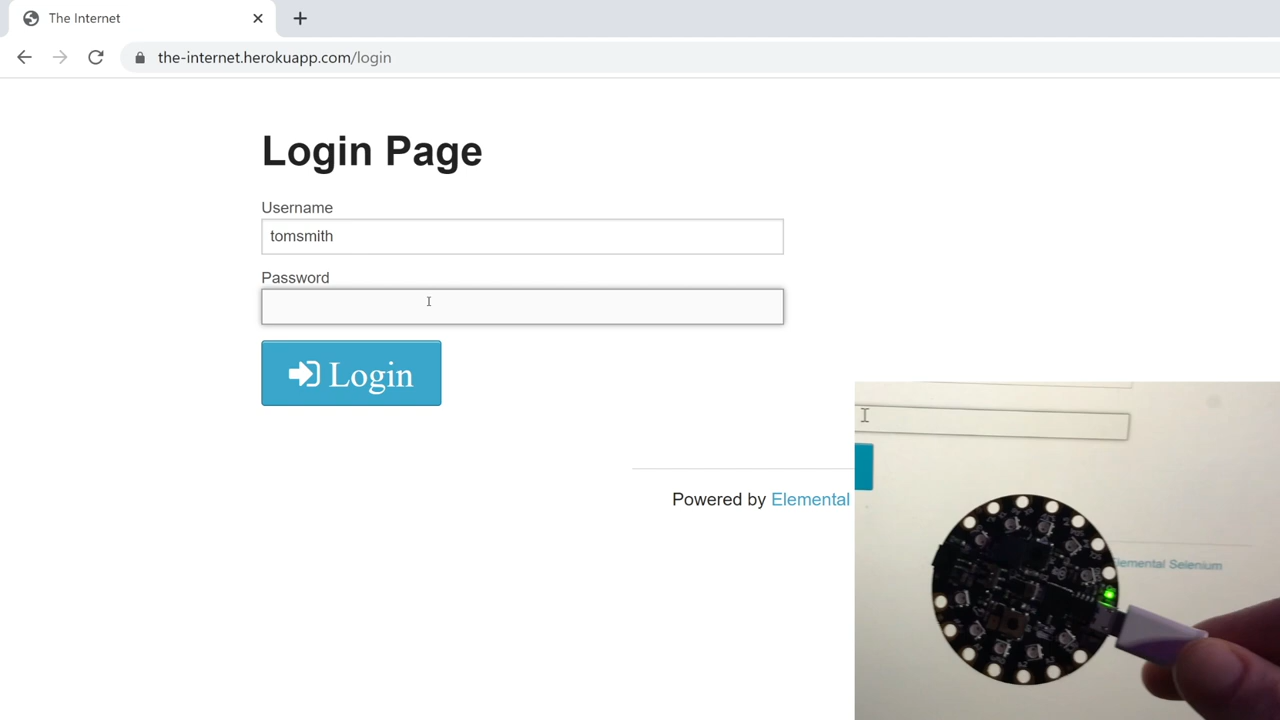 The Internet
the-internet.herokuapp.com/login
Login Page
Username
tomsmith
Password
Login
Powered by Elemental
Elemental Selenium